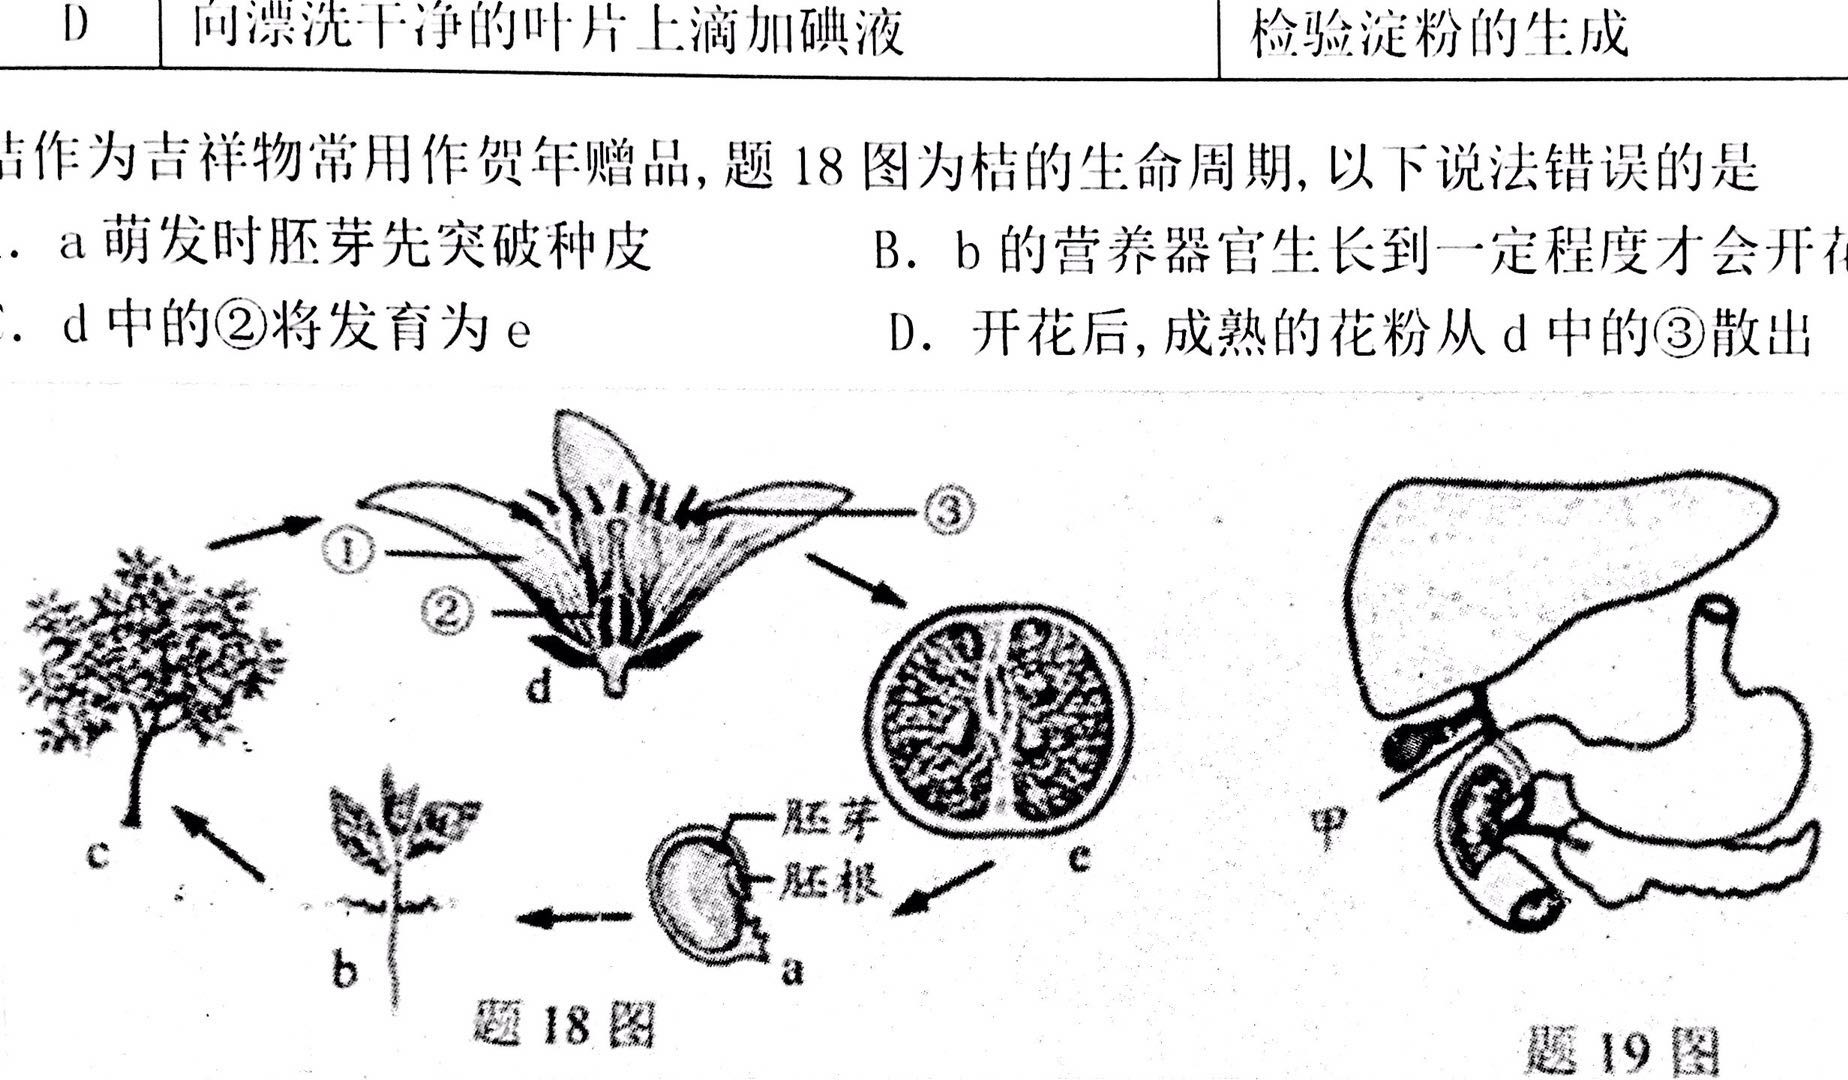 D 向漂洗干净的叶片上滴加碘液 检验淀粉的生成
作为吉祥物常用作贺年赠品,题18图为桔的生命周期,以下说法错误的是
. a萌发时胚芽先突破种皮 B. b的营养器官生长到一定程度才会开花
. d中的②将发育为e D. 开花后,成熟的花粉从d中的③散出
③
①
②
d
胚芽
甲
c
e
胚根
b
a
题18图
题19图